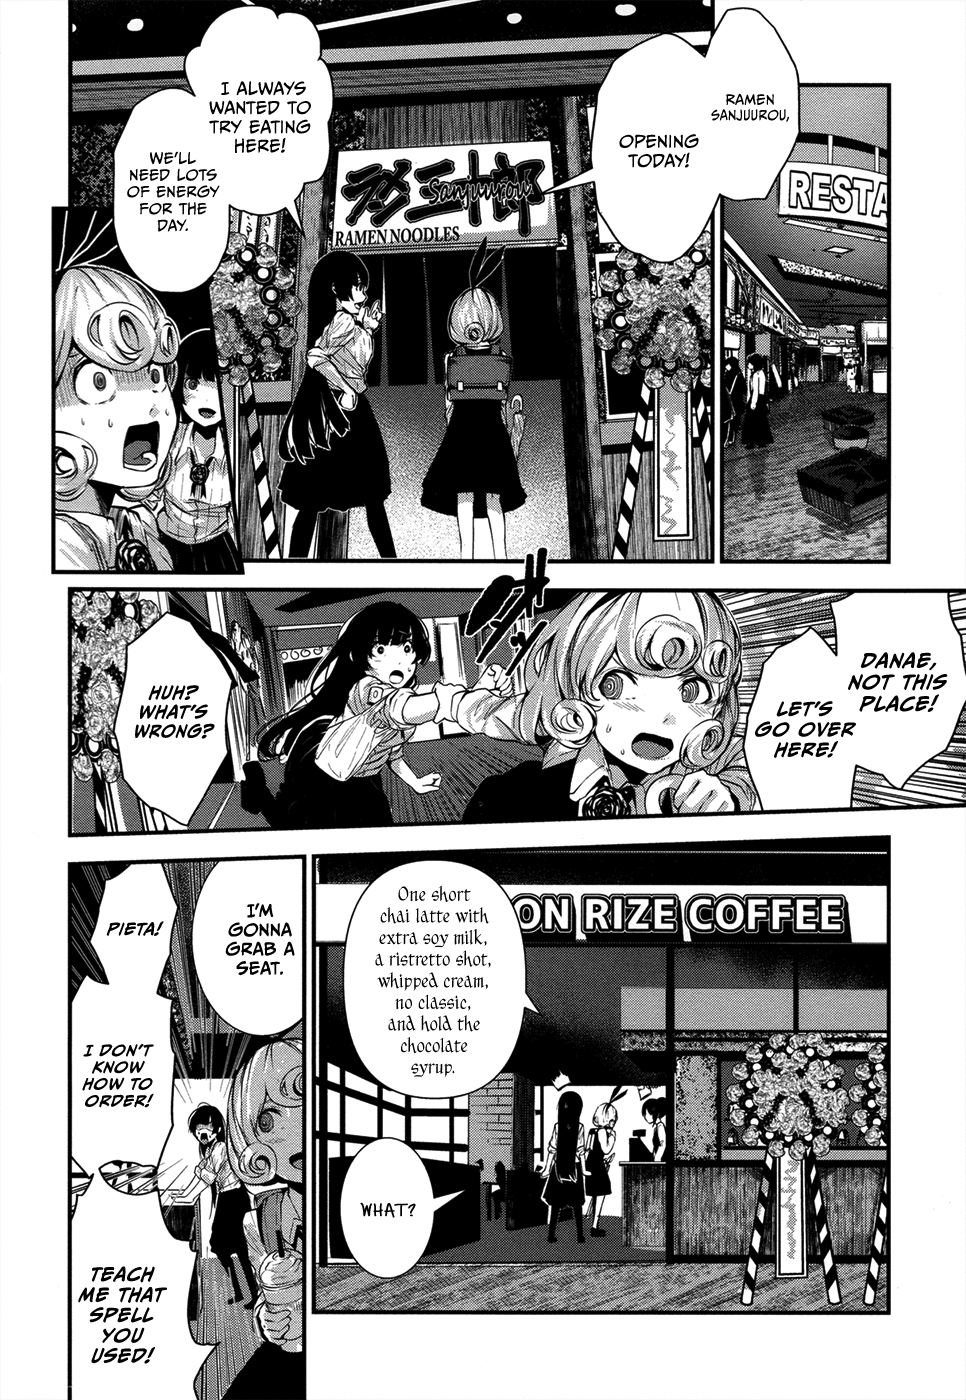 RAMEN
SANJUUROU,
OPENING
TODAY!
RESTA
I ALWAYS
WANTED TO
TRY EATING
HERE!
三十郎
Sanjuurou
RAMEN NOODLES
WE'LL
NEED LOTS
OF ENERGY
FOR THE
DAY.
DANAE,
NOT THIS
PLACE!
LET'S
GO OVER
HERE!
HUH?
WHAT'S
WRONG?
ON RIZE COFFEE
One short
chai latte with
extra soy milk,
a ristretto shot,
whipped cream,
no classic,
and hold the
chocolate
syrup.
WHAT?
I'M
GONNA
GRAB A
SEAT.
PIETA!
I DON'T
KNOW
HOW TO
ORDER!
TEACH
ME THAT
SPELL
YOU
USED!